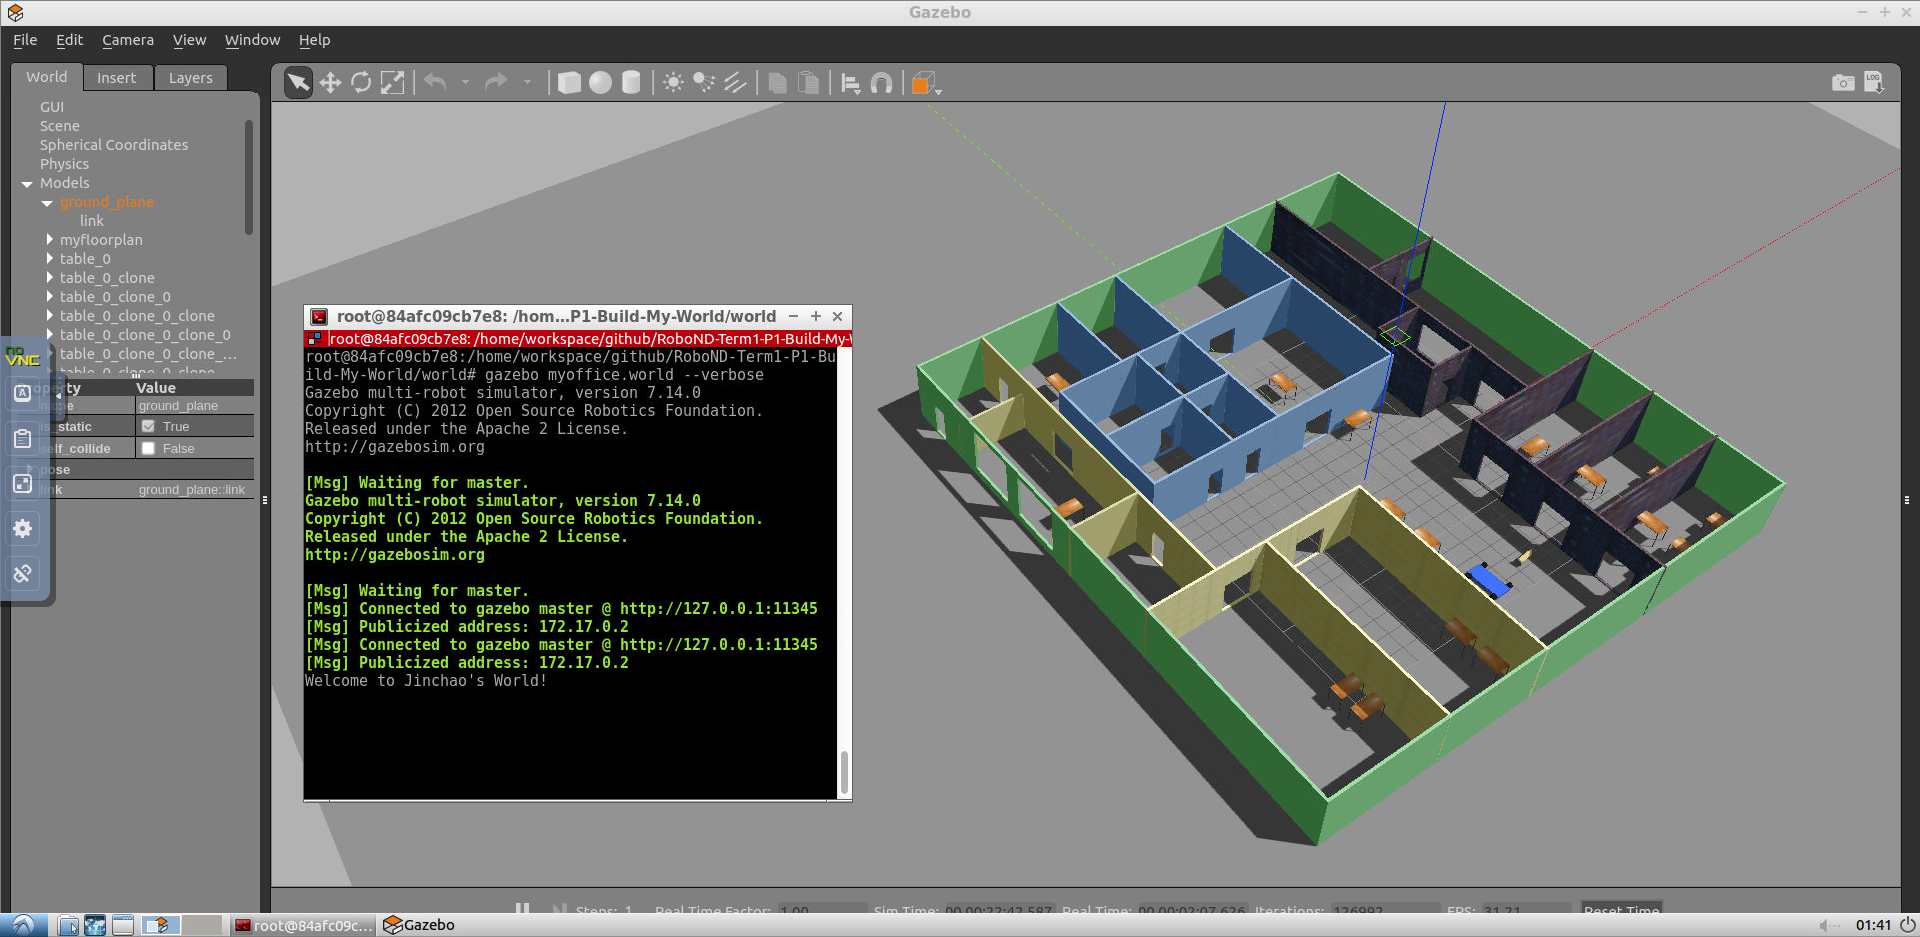 Gazebo
File Edit Camera View Window Help
World Insert Layers
GUI
Scene
Spherical Coordinates
Physics
Models
ground_plane
link
myfloorplan
table_0
table_0_clone
table_0_clone_0
table_0_clone_0_clone
table_0_clone_0_clone_0
table_0_clone_0_clone_...
no
VNC
Value
ground_plane
_static True
self_collide False
pose
link ground_plane::link
LOG
root@84afc09cb7e8: /hom...P1-Build-My-World/world
root@84afc09cb7e8: /home/workspace/github/RoboND-Term1-P1-Build-My-W
root@84afc09cb7e8:/home/workspace/github/RoboND-Term1-P1-Bu
ild-My-World/world# gazebo myoffice.world --verbose
Gazebo multi-robot simulator, version 7.14.0
Copyright (C) 2012 Open Source Robotics Foundation.
Released under the Apache 2 License.
http://gazebosim.org
[Msg] Waiting for master.
Gazebo multi-robot simulator, version 7.14.0
Copyright (C) 2012 Open Source Robotics Foundation.
Released under the Apache 2 License.
http://gazebosim.org
[Msg] Waiting for master.
[Msg] Connected to gazebo master @ http://127.0.0.1:11345
[Msg] Publicized address: 172.17.0.2
[Msg] Connected to gazebo master @ http://127.0.0.1:11345
[Msg] Publicized address: 172.17.0.2
Welcome to Jinchao's World!
Steps: 1 Real Time Factor: 1.00 Sim Time: 00 00:22:42.587 Real Time: 00 00:02:07.626 Iterations: 126992 FPS: 31.21 Reset Time
root@84afc09c... Gazebo 01:41